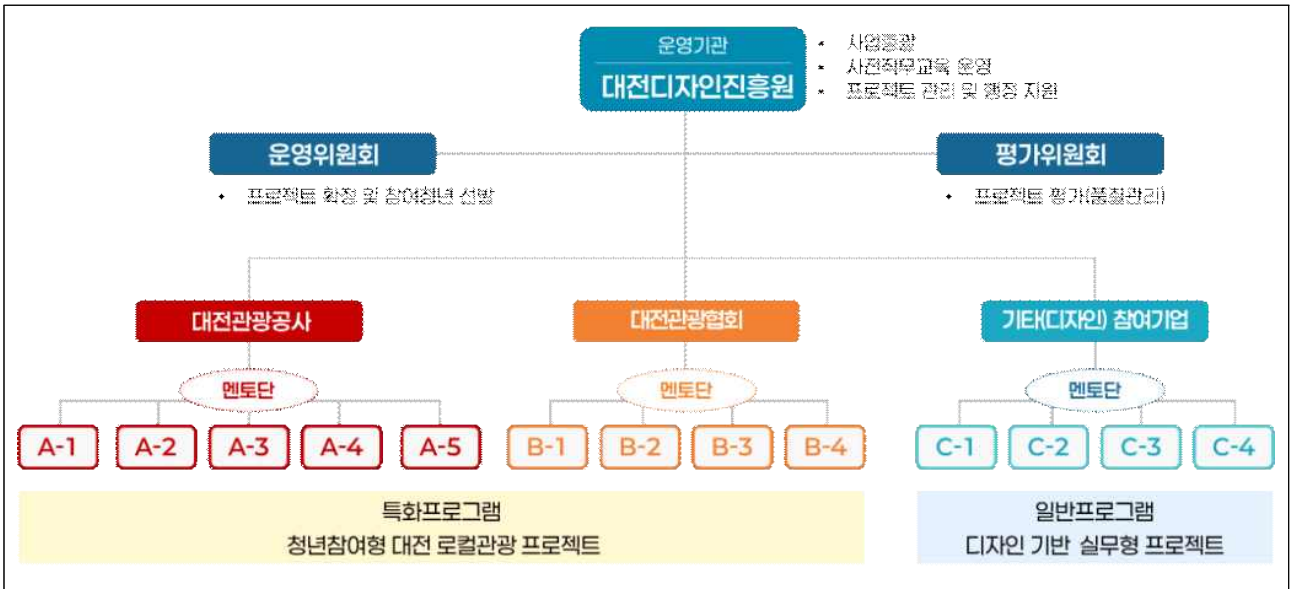 운영기관
대전디자인진흥원
• 사업총괄
• 사전직무교육 운영
• 프로젝트 관리 및 행정 지원
운영위원회
• 프로젝트 확정 및 참여청년 선발
평가위원회
• 프로젝트 평가(품질관리)
대전관광공사
대전관광협회
기타(디자인) 참여기업
멘토단
멘토단
멘토단
A-1 A-2 A-3 A-4 A-5
B-1 B-2 B-3 B-4
C-1 C-2 C-3 C-4
특화프로그램
청년참여형 대전 로컬관광 프로젝트
일반프로그램
디자인 기반 실무형 프로젝트